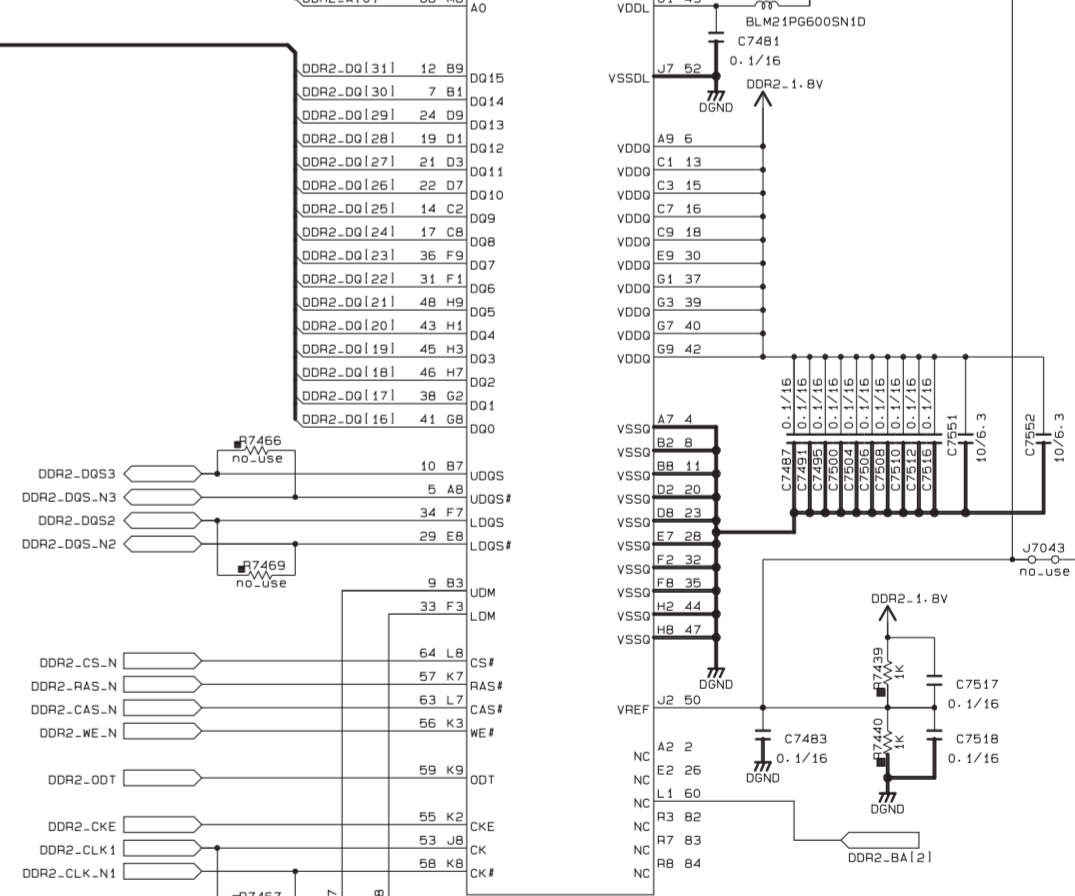 A0
VDDL
BLM21PG600SN1D
C7481
0.1/16
VSSDL J7 52
DGND
DDR2_1.8V
DDR2_DQ[31] 12 B9 DQ15
DDR2_DQ[30] 7 B1 DQ14
DDR2_DQ[29] 24 D9 DQ13
DDR2_DQ[28] 19 D1 DQ12
DDR2_DQ[27] 21 D3 DQ11
DDR2_DQ[26] 22 D7 DQ10
DDR2_DQ[25] 14 C2 DQ9
DDR2_DQ[24] 17 C8 DQ8
DDR2_DQ[23] 36 F9 DQ7
DDR2_DQ[22] 31 F1 DQ6
DDR2_DQ[21] 48 H9 DQ5
DDR2_DQ[20] 43 H1 DQ4
DDR2_DQ[19] 45 H3 DQ3
DDR2_DQ[18] 46 H7 DQ2
DDR2_DQ[17] 38 G2 DQ1
DDR2_DQ[16] 41 G8 DQ0
VDDQ A9 6
VDDQ C1 13
VDDQ C3 15
VDDQ C7 16
VDDQ C9 18
VDDQ E9 30
VDDQ G1 37
VDDQ G3 39
VDDQ G7 40
VDDQ G9 42
C7487 0.1/16
C7491 0.1/16
C7495 0.1/16
C7500 0.1/16
C7504 0.1/16
C7506 0.1/16
C7508 0.1/16
C7510 0.1/16
C7512 0.1/16
C7516 0.1/16
C7551
10/6.3
C7552
10/6.3
VSSQ A7 4
VSSQ B2 8
VSSQ B8 11
VSSQ D2 20
VSSQ D8 23
VSSQ E7 28
VSSQ F2 32
VSSQ F8 35
VSSQ H2 44
VSSQ H8 47
DGND
R7466
no_use
DDR2_DQS3 10 B7 UDQS
DDR2_DQS_N3 5 A8 UDQS#
DDR2_DQS2 34 F7 LDQS
DDR2_DQS_N2 29 E8 LDQS#
R7469
no_use
9 B3 UDM
33 F3 LDM
J7043
no_use
DDR2_1.8V
R7439
1K
C7517
0.1/16
R7440
1K
C7518
0.1/16
DGND
VREF J2 50
C7483
0.1/16
DGND
DDR2_CS_N 64 L8 CS#
DDR2_RAS_N 57 K7 RAS#
DDR2_CAS_N 63 L7 CAS#
DDR2_WE_N 56 K3 WE#
DDR2_ODT 59 K9 ODT
DDR2_CKE 55 K2 CKE
DDR2_CLK1 53 J8 CK
DDR2_CLK_N1 58 K8 CK#
NC A2 2
NC E2 26
NC L1 60
NC R3 82
NC R7 83
NC R8 84
DDR2_BA[2]